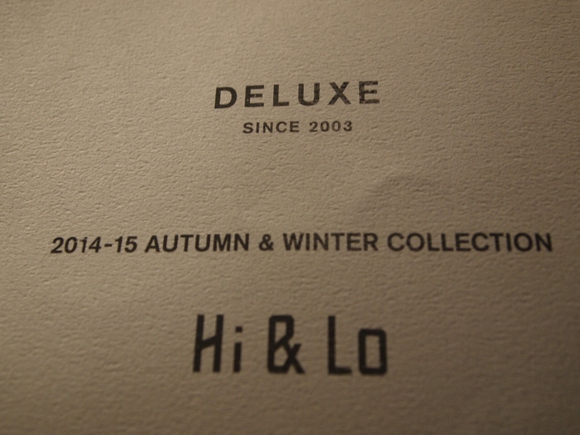 DELUXE
SINCE 2003
2014-15 AUTUMN & WINTER COLLECTION
Hi & Lo